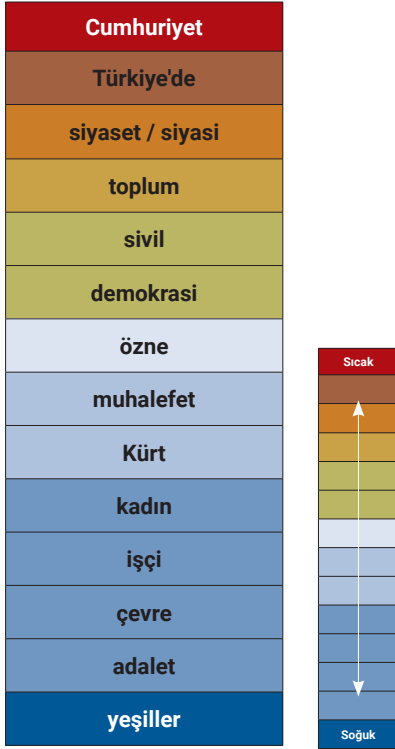 Cumhuriyet
Türkiye'de
siyaset / siyasi
toplum
sivil
demokrasi
özne
muhalefet
Kürt
kadın
işçi
çevre
adalet
yeşiller
Sıcak
Soğuk